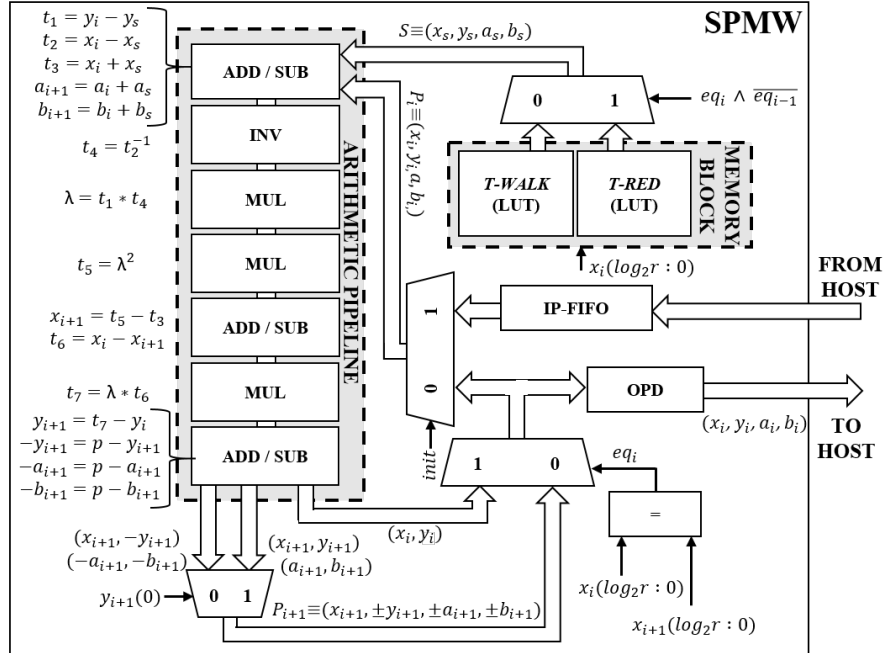 SPMW
t₁ = yᵢ − yₛ
t₂ = xᵢ − xₛ
t₃ = xᵢ + xₛ
aᵢ₊₁ = aᵢ + aₛ
bᵢ₊₁ = bᵢ + bₛ
t₄ = t₂⁻¹
λ = t₁ * t₄
t₅ = λ²
xᵢ₊₁ = t₅ − t₃
t₆ = xᵢ − xᵢ₊₁
t₇ = λ * t₆
yᵢ₊₁ = t₇ − yᵢ
−yᵢ₊₁ = p − yᵢ₊₁
−aᵢ₊₁ = p − aᵢ₊₁
−bᵢ₊₁ = p − bᵢ₊₁
ADD / SUB
INV
MUL
MUL
ADD / SUB
MUL
ADD / SUB
ARITHMETIC PIPELINE
S≡(xₛ, yₛ, aₛ, bₛ)
Pᵢ≡(xᵢ, yᵢ, a, bᵢ)
0 1
eqᵢ ∧ e̅q̅ᵢ̅₋̅₁̅
T-WALK
(LUT)
T-RED
(LUT)
MEMORY
BLOCK
xᵢ(log₂r : 0)
FROM
HOST
IP-FIFO
1
0
init
OPD
(xᵢ, yᵢ, aᵢ, bᵢ)
TO
HOST
1 0
eqᵢ
=
xᵢ(log₂r : 0)
xᵢ₊₁(log₂r : 0)
(xᵢ, yᵢ)
(xᵢ₊₁, −yᵢ₊₁)
(−aᵢ₊₁, −bᵢ₊₁)
(xᵢ₊₁, yᵢ₊₁)
(aᵢ₊₁, bᵢ₊₁)
yᵢ₊₁(0)
0 1
Pᵢ₊₁≡(xᵢ₊₁, ±yᵢ₊₁, ±aᵢ₊₁, ±bᵢ₊₁)